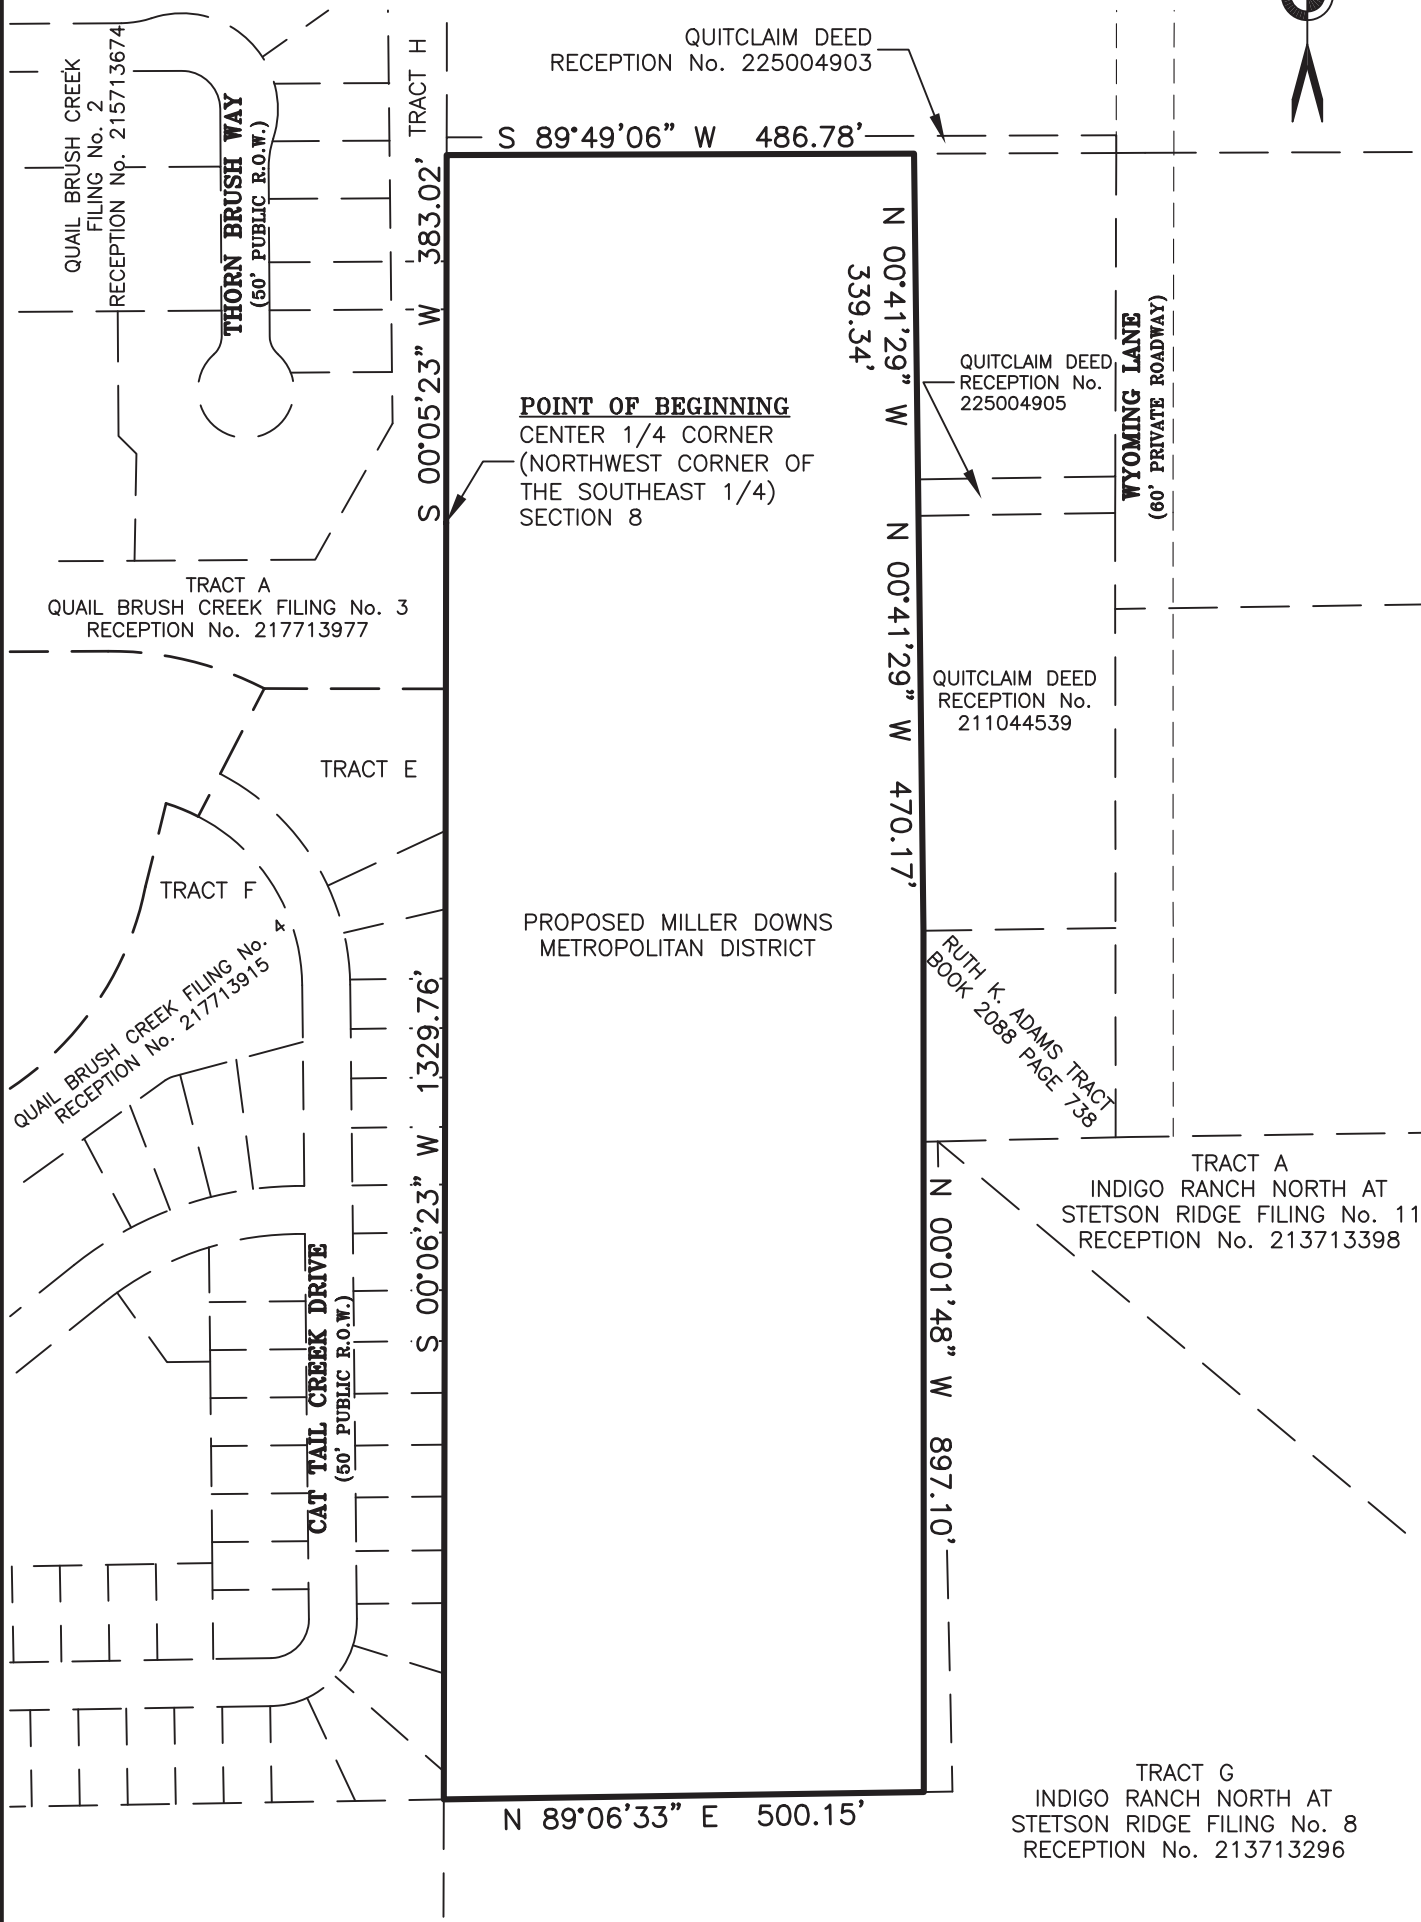 QUITCLAIM DEED
RECEPTION No. 225004903
QUAIL BRUSH CREEK
FILING No. 2
RECEPTION No. 215713674
THORN BRUSH WAY
(50' PUBLIC R.O.W.)
TRACT H
S 89°49'06" W 486.78'
S 00°05'23" W 383.02'
N 00°41'29" W
339.34'
QUITCLAIM DEED
RECEPTION No.
225004905
WYOMING LANE
(60' PRIVATE ROADWAY)
POINT OF BEGINNING
CENTER 1/4 CORNER
(NORTHWEST CORNER OF
THE SOUTHEAST 1/4)
SECTION 8
TRACT A
QUAIL BRUSH CREEK FILING No. 3
RECEPTION No. 217713977
N 00°41'29" W 470.17'
QUITCLAIM DEED
RECEPTION No.
211044539
TRACT E
TRACT F
QUAIL BRUSH CREEK FILING No. 4
RECEPTION No. 217713915
PROPOSED MILLER DOWNS
METROPOLITAN DISTRICT
RUTH K. ADAMS TRACT
BOOK 2088 PAGE 738
S 00°06'23" W 1329.76'
TRACT A
INDIGO RANCH NORTH AT
STETSON RIDGE FILING No. 11
RECEPTION No. 213713398
N 00°01'48" W 897.10'
CAT TAIL CREEK DRIVE
(50' PUBLIC R.O.W.)
N 89°06'33" E 500.15'
TRACT G
INDIGO RANCH NORTH AT
STETSON RIDGE FILING No. 8
RECEPTION No. 213713296